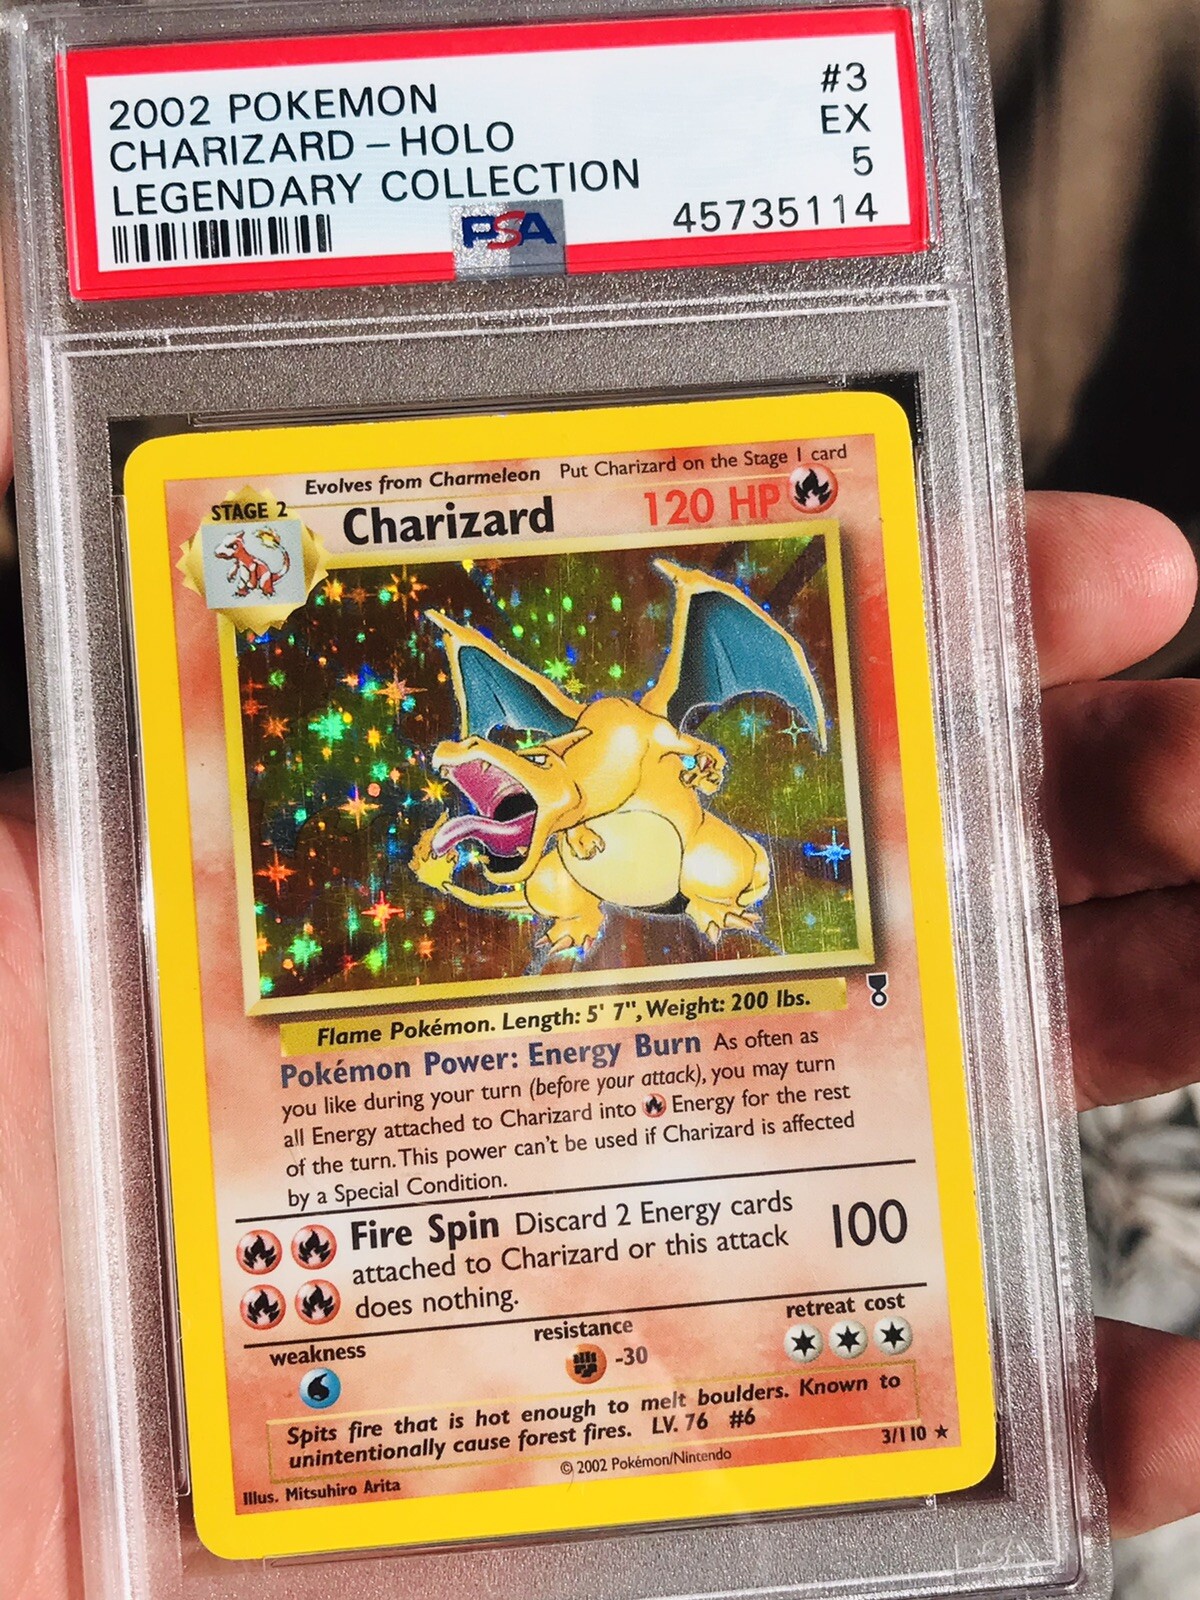 2002 POKEMON #3
CHARIZARD – HOLO EX
LEGENDARY COLLECTION 5
PSA 45735114
Evolves from Charmeleon Put Charizard on the Stage 1 card
STAGE 2
Charizard 120 HP
Flame Pokémon. Length: 5' 7", Weight: 200 lbs.
Pokémon Power: Energy Burn As often as
you like during your turn (before your attack), you may turn
all Energy attached to Charizard into Energy for the rest
of the turn. This power can't be used if Charizard is affected
by a Special Condition.
Fire Spin Discard 2 Energy cards
attached to Charizard or this attack 100
does nothing.
weakness resistance retreat cost
-30
Spits fire that is hot enough to melt boulders. Known to
unintentionally cause forest fires. LV. 76 #6
3/110 ★
Illus. Mitsuhiro Arita © 2002 Pokémon/Nintendo